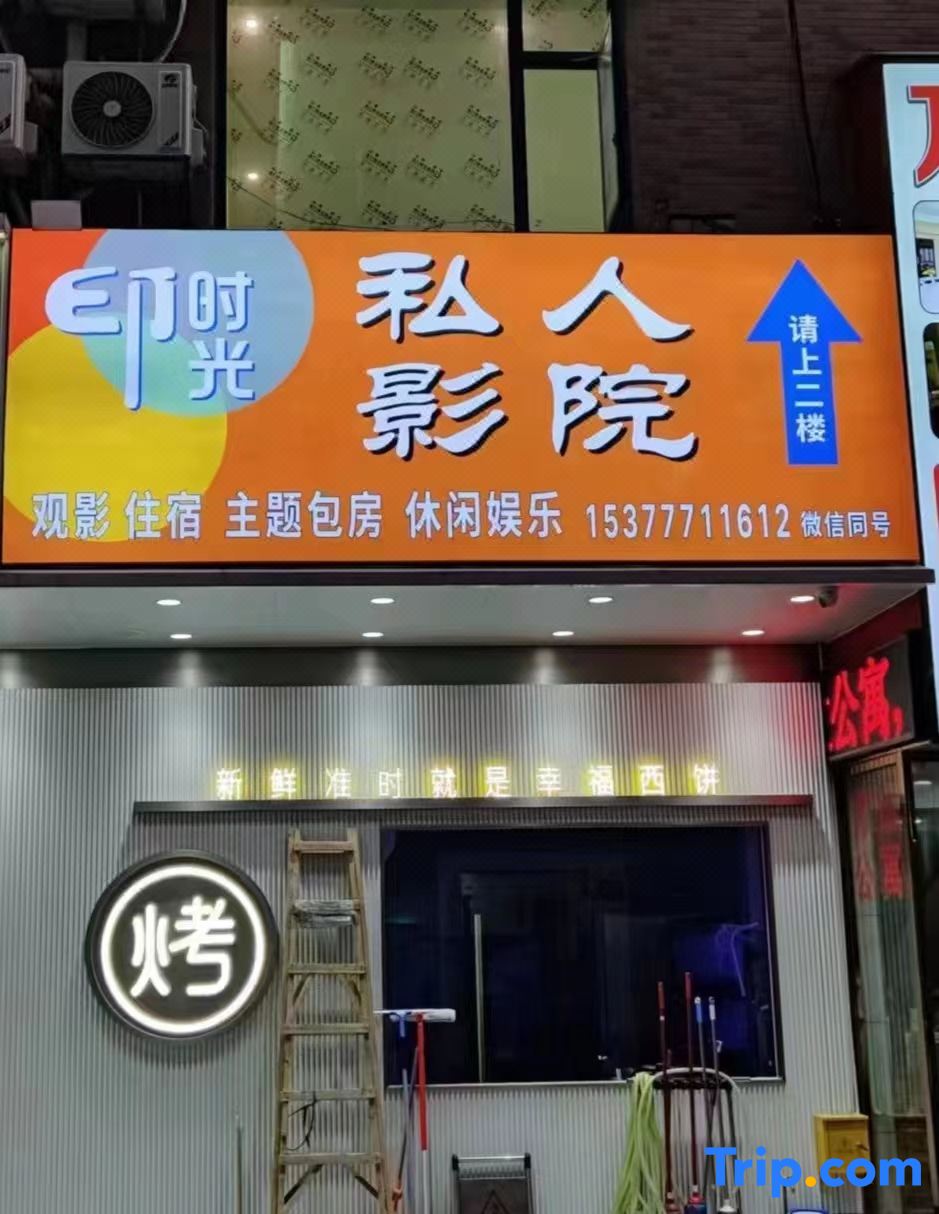 印时光
私人影院
请上二楼
观影 住宿 主题包房 休闲娱乐 15377711612 微信同号
公寓,
新鲜准时就是幸福西饼
烤
公寓
Trip.com